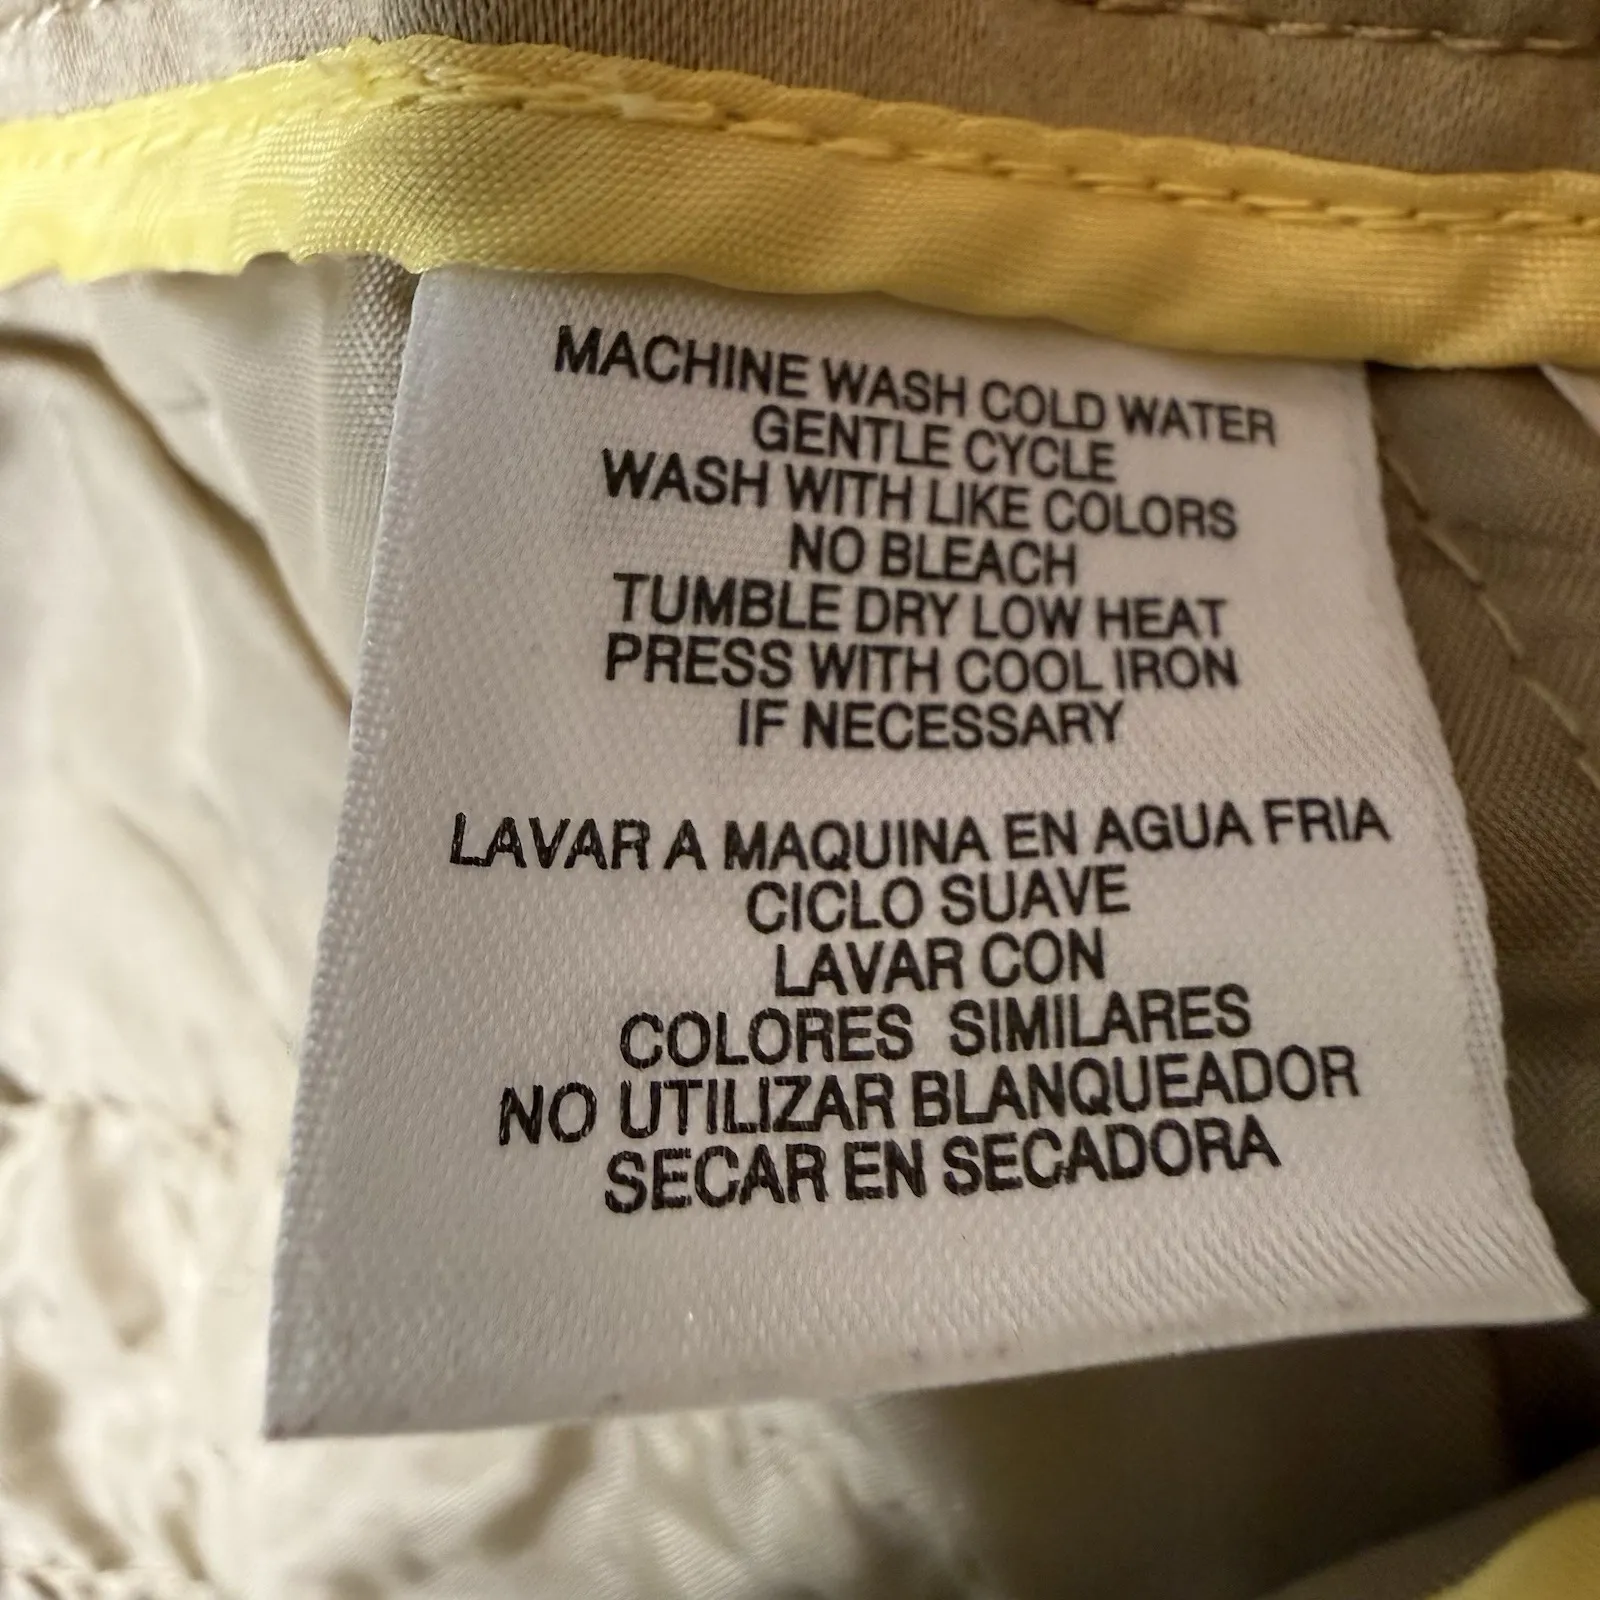 MACHINE WASH COLD WATER
GENTLE CYCLE
WASH WITH LIKE COLORS
NO BLEACH
TUMBLE DRY LOW HEAT
PRESS WITH COOL IRON
IF NECESSARY
LAVAR A MAQUINA EN AGUA FRIA
CICLO SUAVE
LAVAR CON
COLORES SIMILARES
NO UTILIZAR BLANQUEADOR
SECAR EN SECADORA